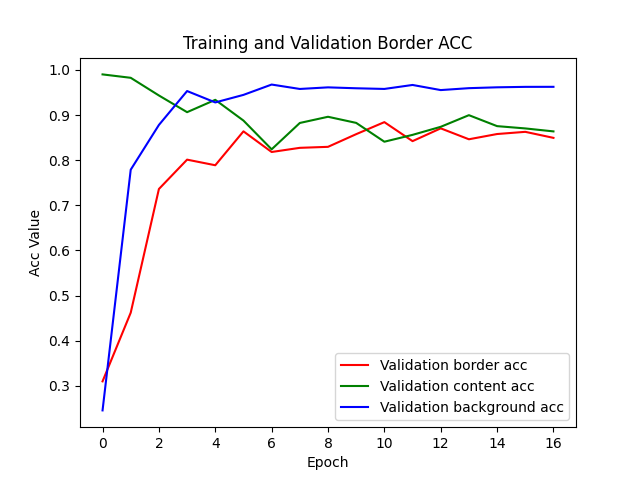 Training and Validation Border ACC
1.0
0.9
0.8
0.7
0.6
0.5
0.4
0.3
Acc Value
Validation border acc
Validation content acc
Validation background acc
0 2 4 6 8 10 12 14 16
Epoch